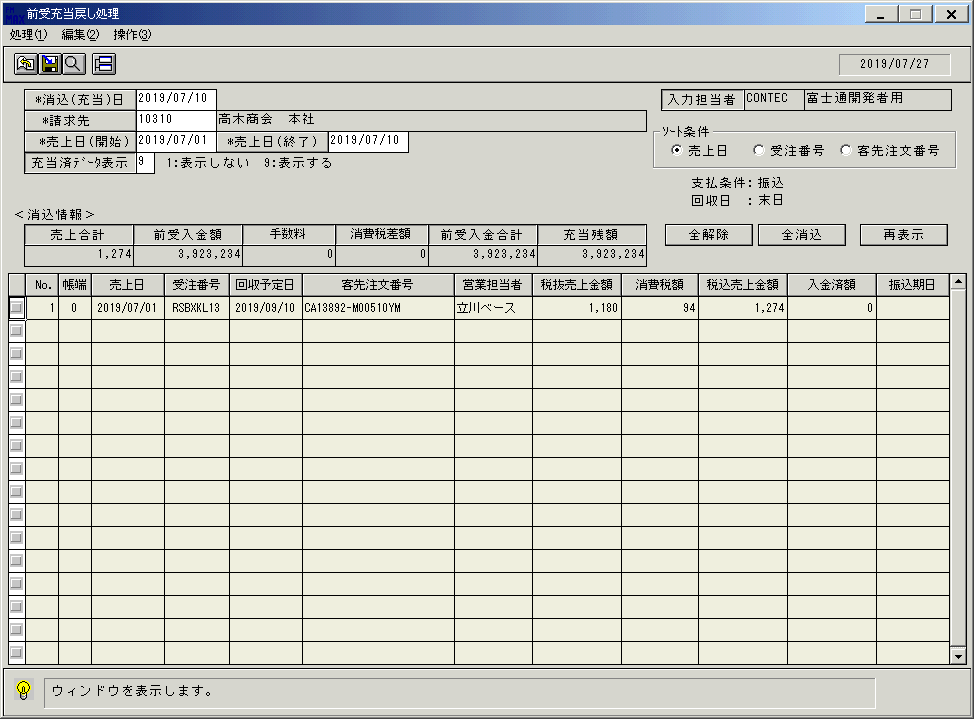 前受充当戻し処理
処理(1) 編集(2) 操作(3)
2019/07/27
*消込(充当)日 2019/07/10
入力担当者 CONTEC 富士通開発者用
*請求先 10310 高木商会 本社
*売上日(開始) 2019/07/01 *売上日(終了) 2019/07/10
充当済ﾃﾞｰﾀ表示 9 1:表示しない 9:表示する
ｿｰﾄ条件
売上日 受注番号 客先注文番号
支払条件: 振込
回収日 : 末日
＜消込情報＞
売上合計 前受入金額 手数料 消費税差額 前受入金合計 充当残額
1,274 3,923,234 0 0 3,923,234 3,923,234
全解除 全消込 再表示
No. 帳端 売上日 受注番号 回収予定日 客先注文番号 営業担当者 税抜売上金額 消費税額 税込売上金額 入金済額 振込期日
1 0 2019/07/01 RSBXKL13 2019/09/10 CA13892-M00510YM 立川ベース 1,180 94 1,274 0
ウィンドウを表示します。